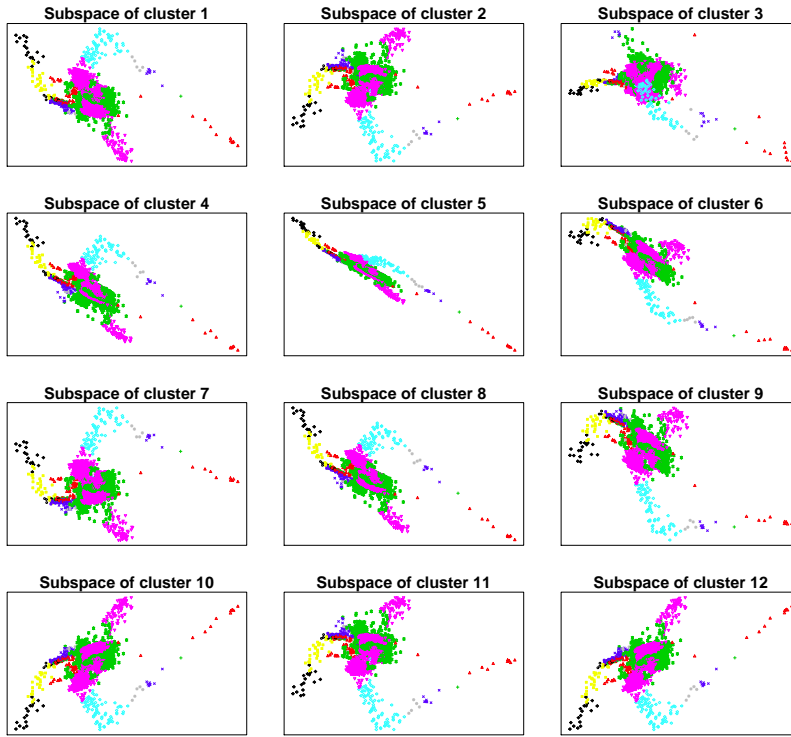 Subspace of cluster 1
Subspace of cluster 2
Subspace of cluster 3
Subspace of cluster 4
Subspace of cluster 5
Subspace of cluster 6
Subspace of cluster 7
Subspace of cluster 8
Subspace of cluster 9
Subspace of cluster 10
Subspace of cluster 11
Subspace of cluster 12